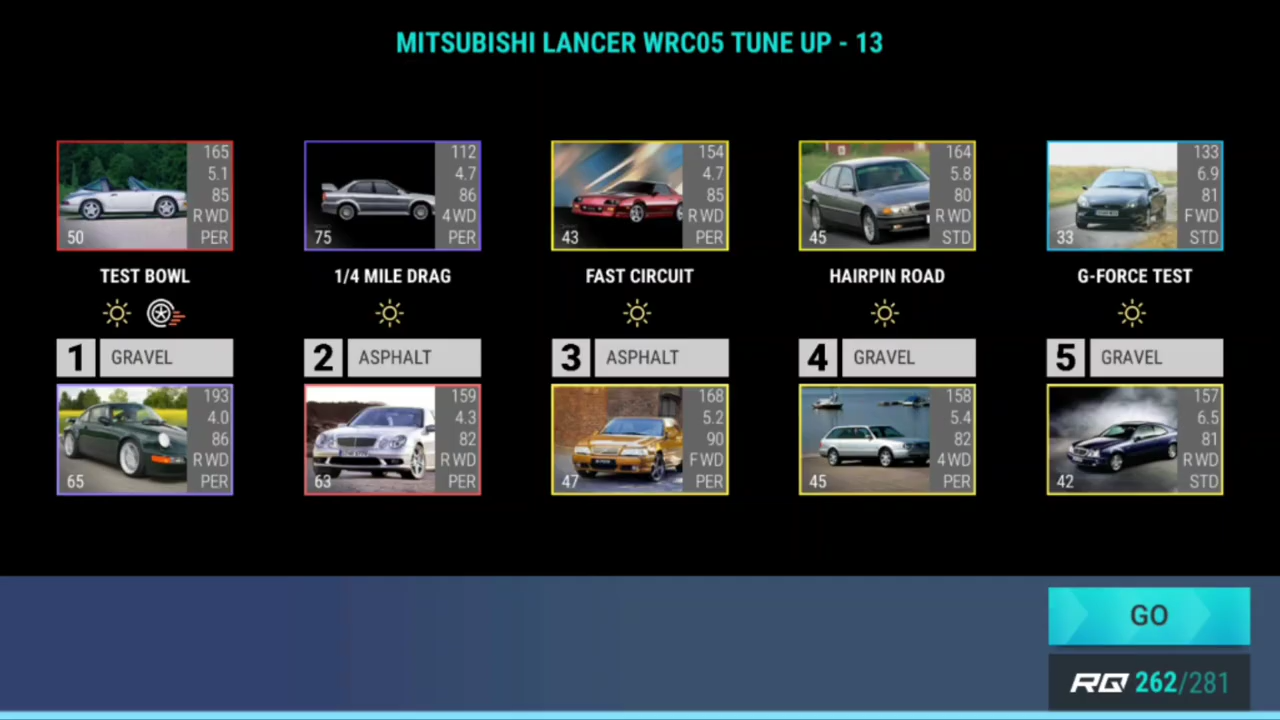 MITSUBISHI LANCER WRC05 TUNE UP - 13
165
5.1
85
RWD
PER
50
112
4.7
86
4WD
PER
75
154
4.7
85
RWD
PER
43
164
5.8
80
RWD
STD
45
133
6.9
81
FWD
STD
33
TEST BOWL
1/4 MILE DRAG
FAST CIRCUIT
HAIRPIN ROAD
G-FORCE TEST
1 GRAVEL
2 ASPHALT
3 ASPHALT
4 GRAVEL
5 GRAVEL
193
4.0
86
RWD
PER
65
159
4.3
82
RWD
PER
63
168
5.2
90
FWD
PER
47
158
5.4
82
4WD
PER
45
157
6.5
81
RWD
STD
42
GO
RQ 262/281